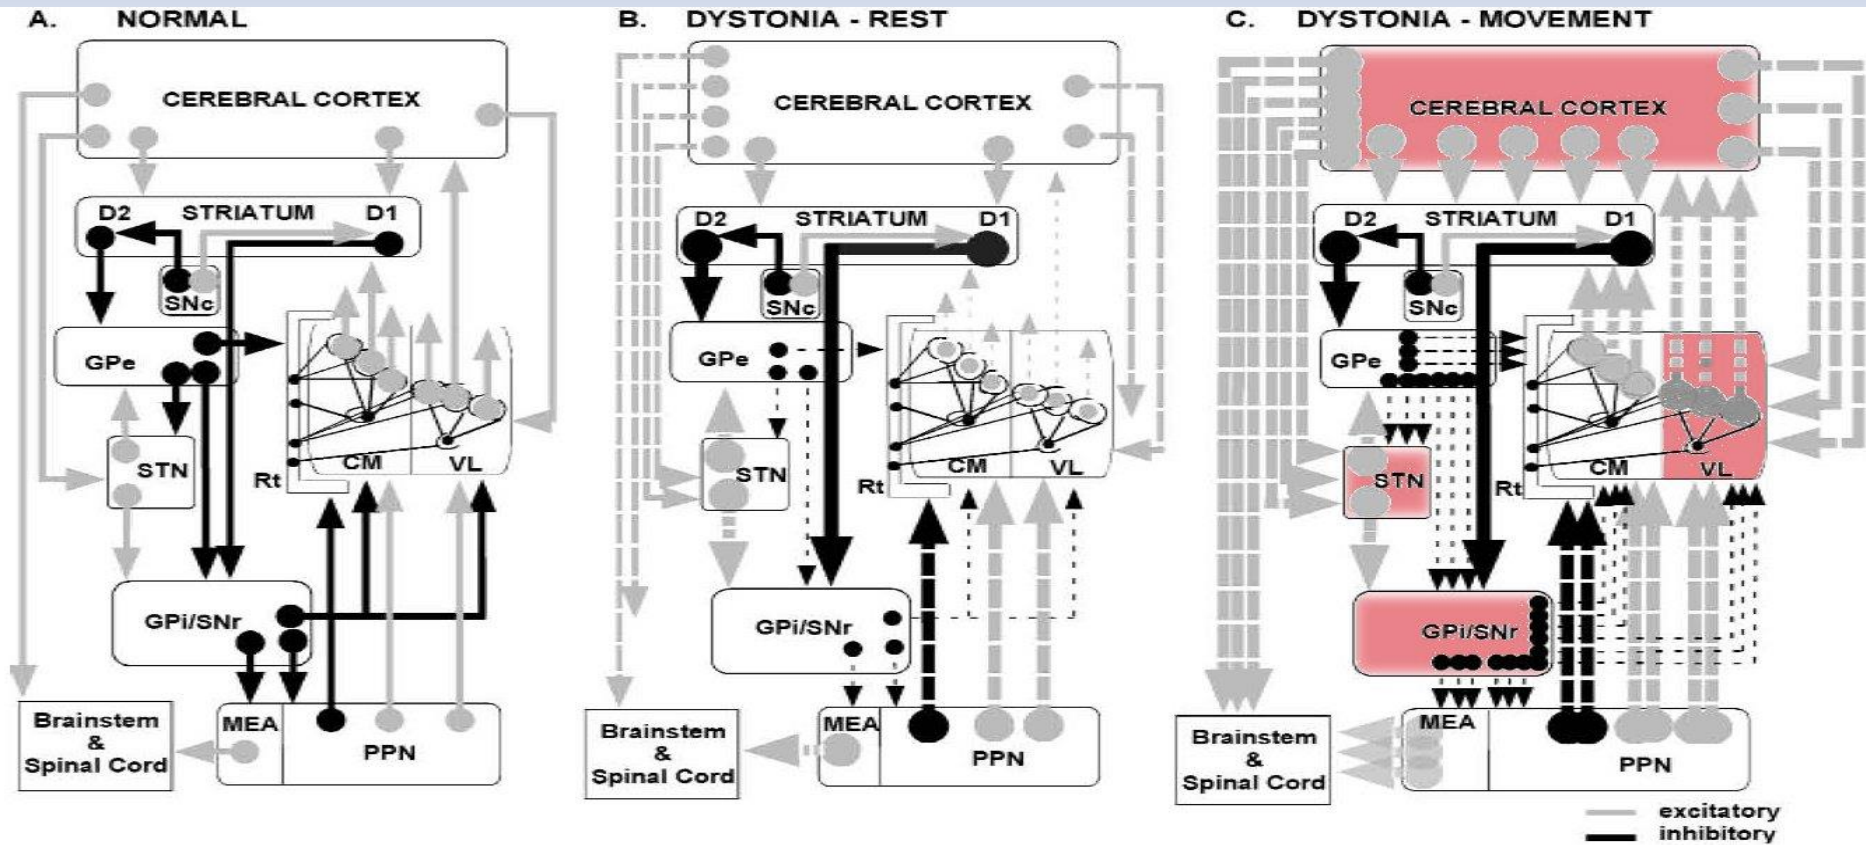 A. NORMAL
CEREBRAL CORTEX
D2 STRIATUM D1
SNc
GPe
STN
CM VL
Rt
GPi/SNr
MEA
PPN
Brainstem
&
Spinal Cord
B. DYSTONIA - REST
CEREBRAL CORTEX
D2 STRIATUM D1
SNc
GPe
STN
CM VL
Rt
GPi/SNr
MEA
PPN
Brainstem
&
Spinal Cord
C. DYSTONIA - MOVEMENT
CEREBRAL CORTEX
D2 STRIATUM D1
SNc
GPe
STN
CM VL
Rt
GPi/SNr
MEA
PPN
Brainstem
&
Spinal Cord
excitatory
inhibitory